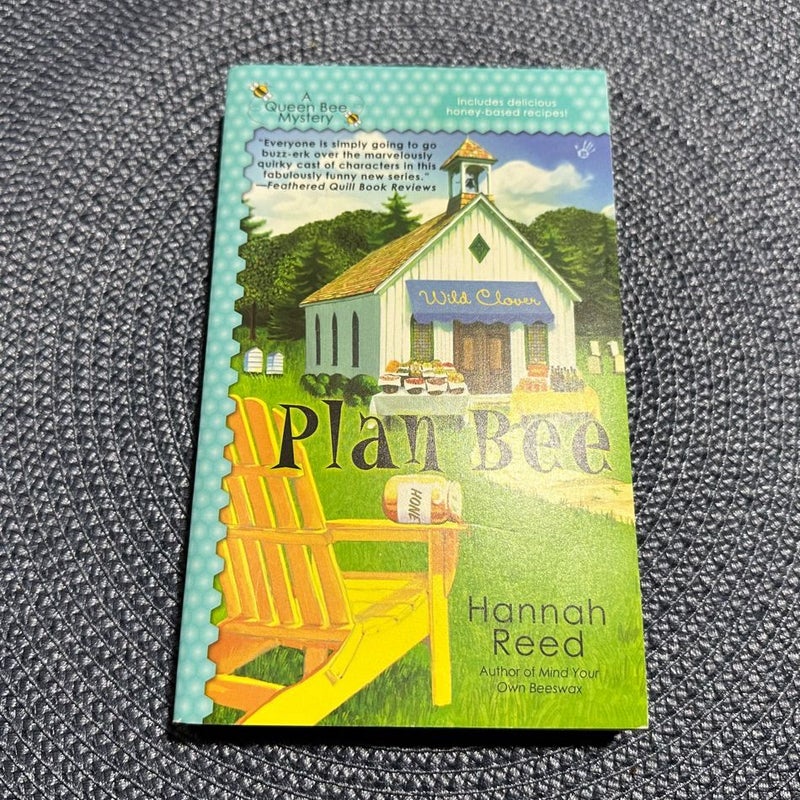 A
Queen Bee
Mystery
Includes delicious
honey-based recipes!
"Everyone is simply going to go
buzz-erk over the marvelously
quirky cast of characters in this
fabulously funny new series."
—Feathered Quill Book Reviews
Wild Clover
Plan Bee
HONE
Hannah
Reed
Author of Mind Your
Own Beeswax